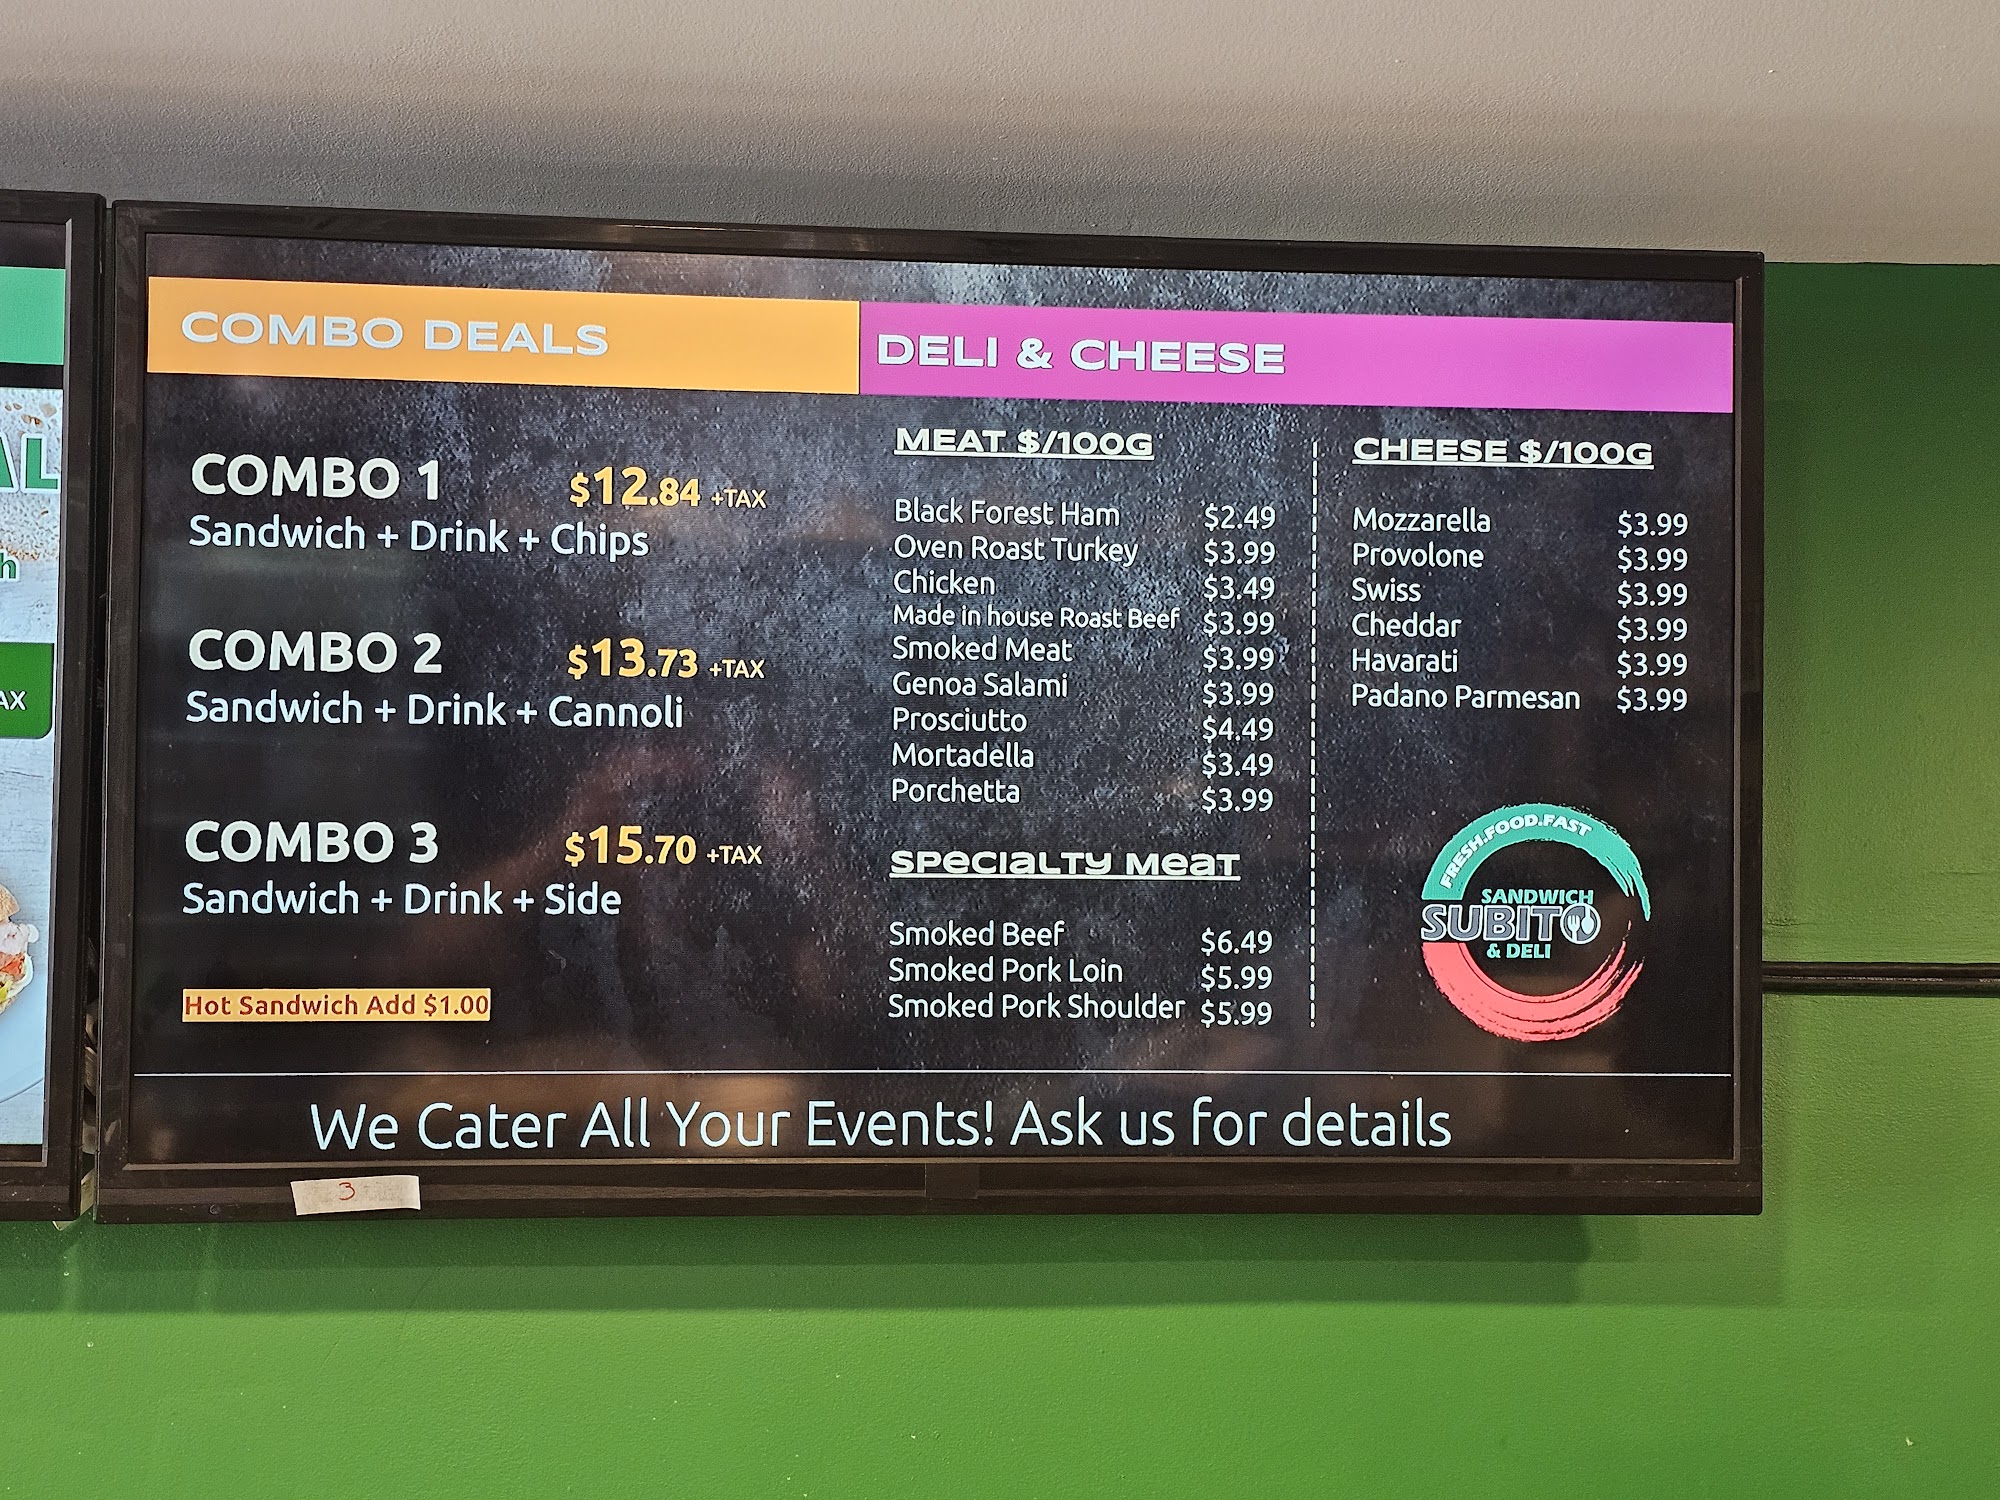 AL
h
AX
COMBO DEALS
COMBO 1 $12.84 +TAX
Sandwich + Drink + Chips
COMBO 2 $13.73 +TAX
Sandwich + Drink + Cannoli
COMBO 3 $15.70 +TAX
Sandwich + Drink + Side
Hot Sandwich Add $1.00
DELI & CHEESE
MEAT $/100G
Black Forest Ham $2.49
Oven Roast Turkey $3.99
Chicken $3.49
Made in house Roast Beef $3.99
Smoked Meat $3.99
Genoa Salami $3.99
Prosciutto $4.49
Mortadella $3.49
Porchetta $3.99
SPeCIaLTY MeaT
Smoked Beef $6.49
Smoked Pork Loin $5.99
Smoked Pork Shoulder $5.99
CHEESE $/100G
Mozzarella $3.99
Provolone $3.99
Swiss $3.99
Cheddar $3.99
Havarati $3.99
Padano Parmesan $3.99
FRESH.FOOD.FAST
SANDWICH
SUBITO
& DELI
We Cater All Your Events! Ask us for details
3